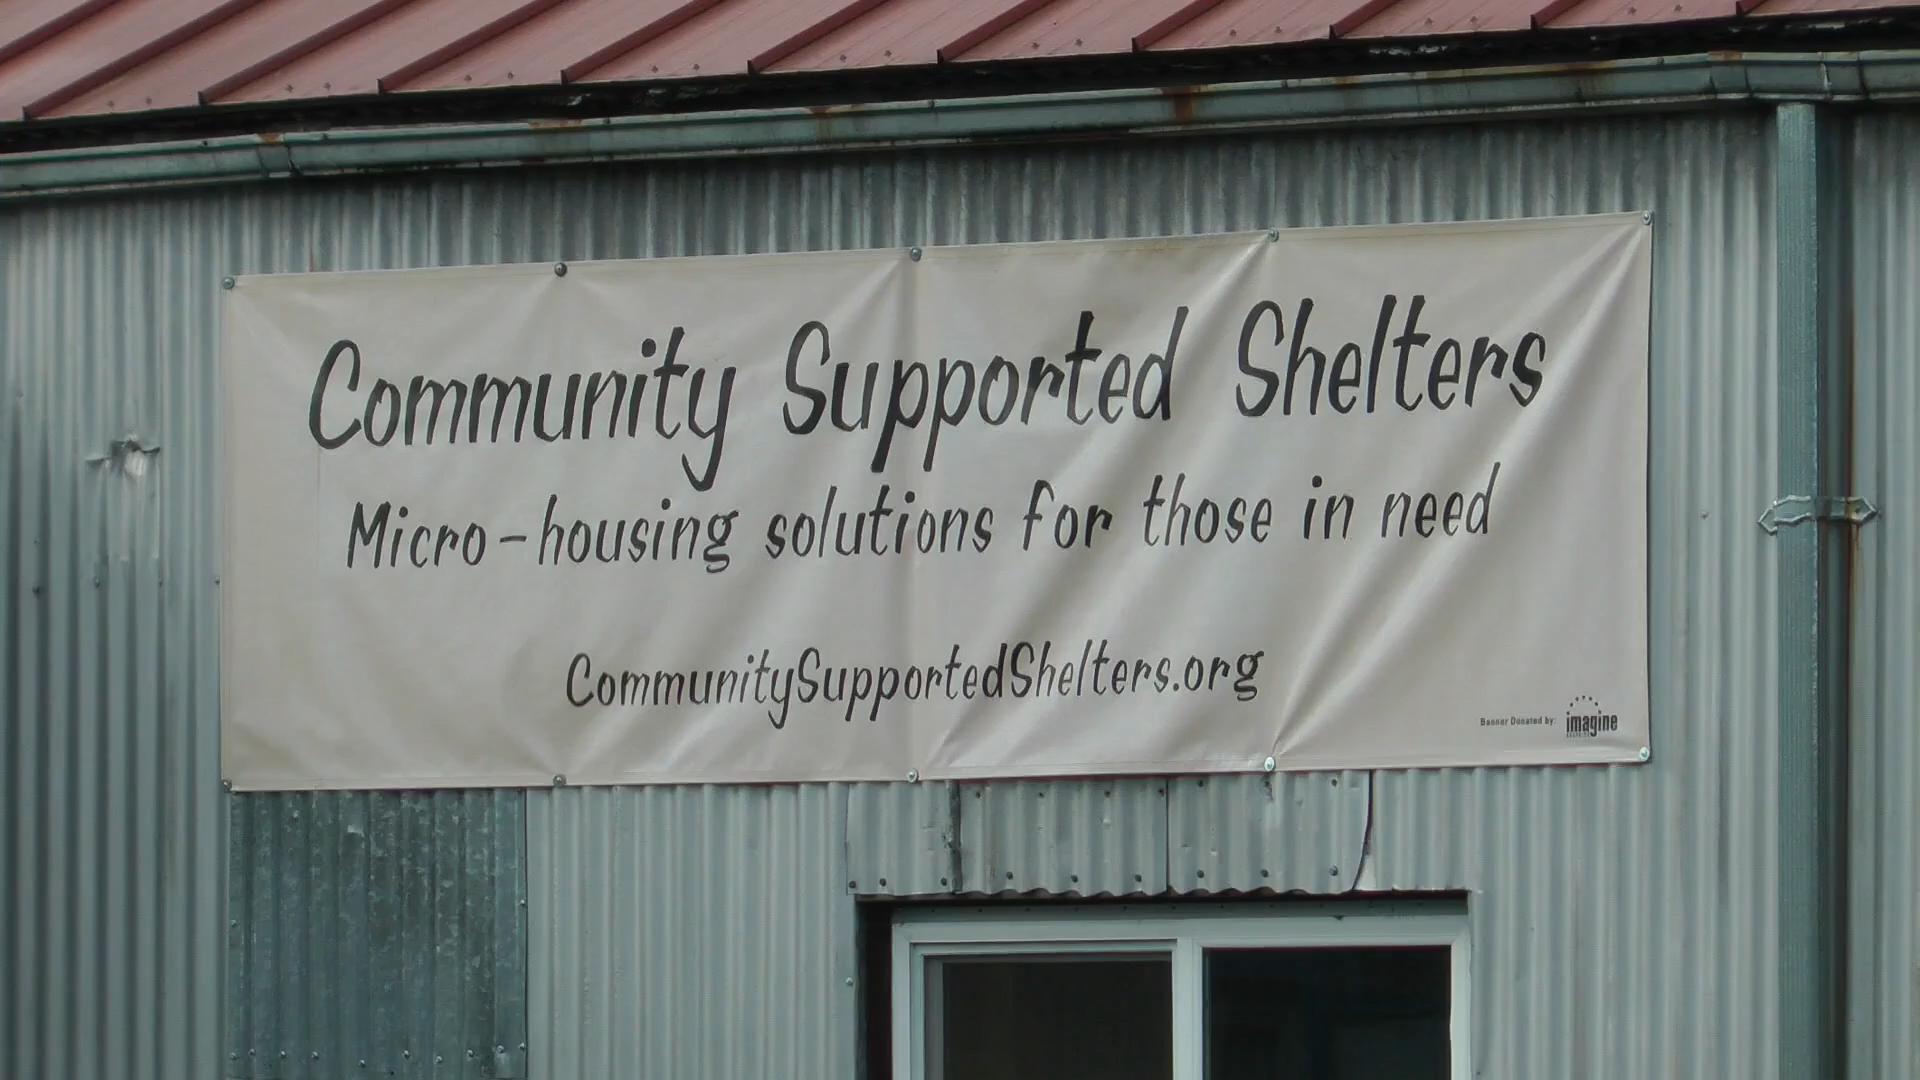 Community Supported Shelters
Micro-housing solutions for those in need
CommunitySupportedShelters.org
Banner Donated by: imagine